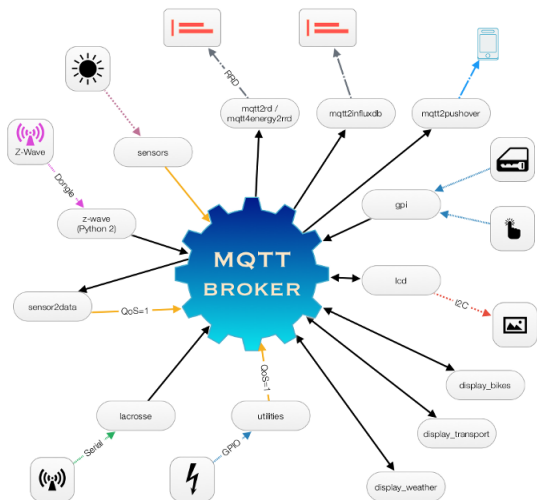 RRD
mqtt2rd /
mqtt4energy2rrd
mqtt2influxdb
mqtt2pushover
sensors
Z-Wave
Dongle
gpi
z-wave
(Python 2)
MQTT
BROKER
lcd
I2C
sensor2data
QoS=1
QoS=1
display_bikes
lacrosse
utilities
display_transport
Serial
GPIO
display_weather